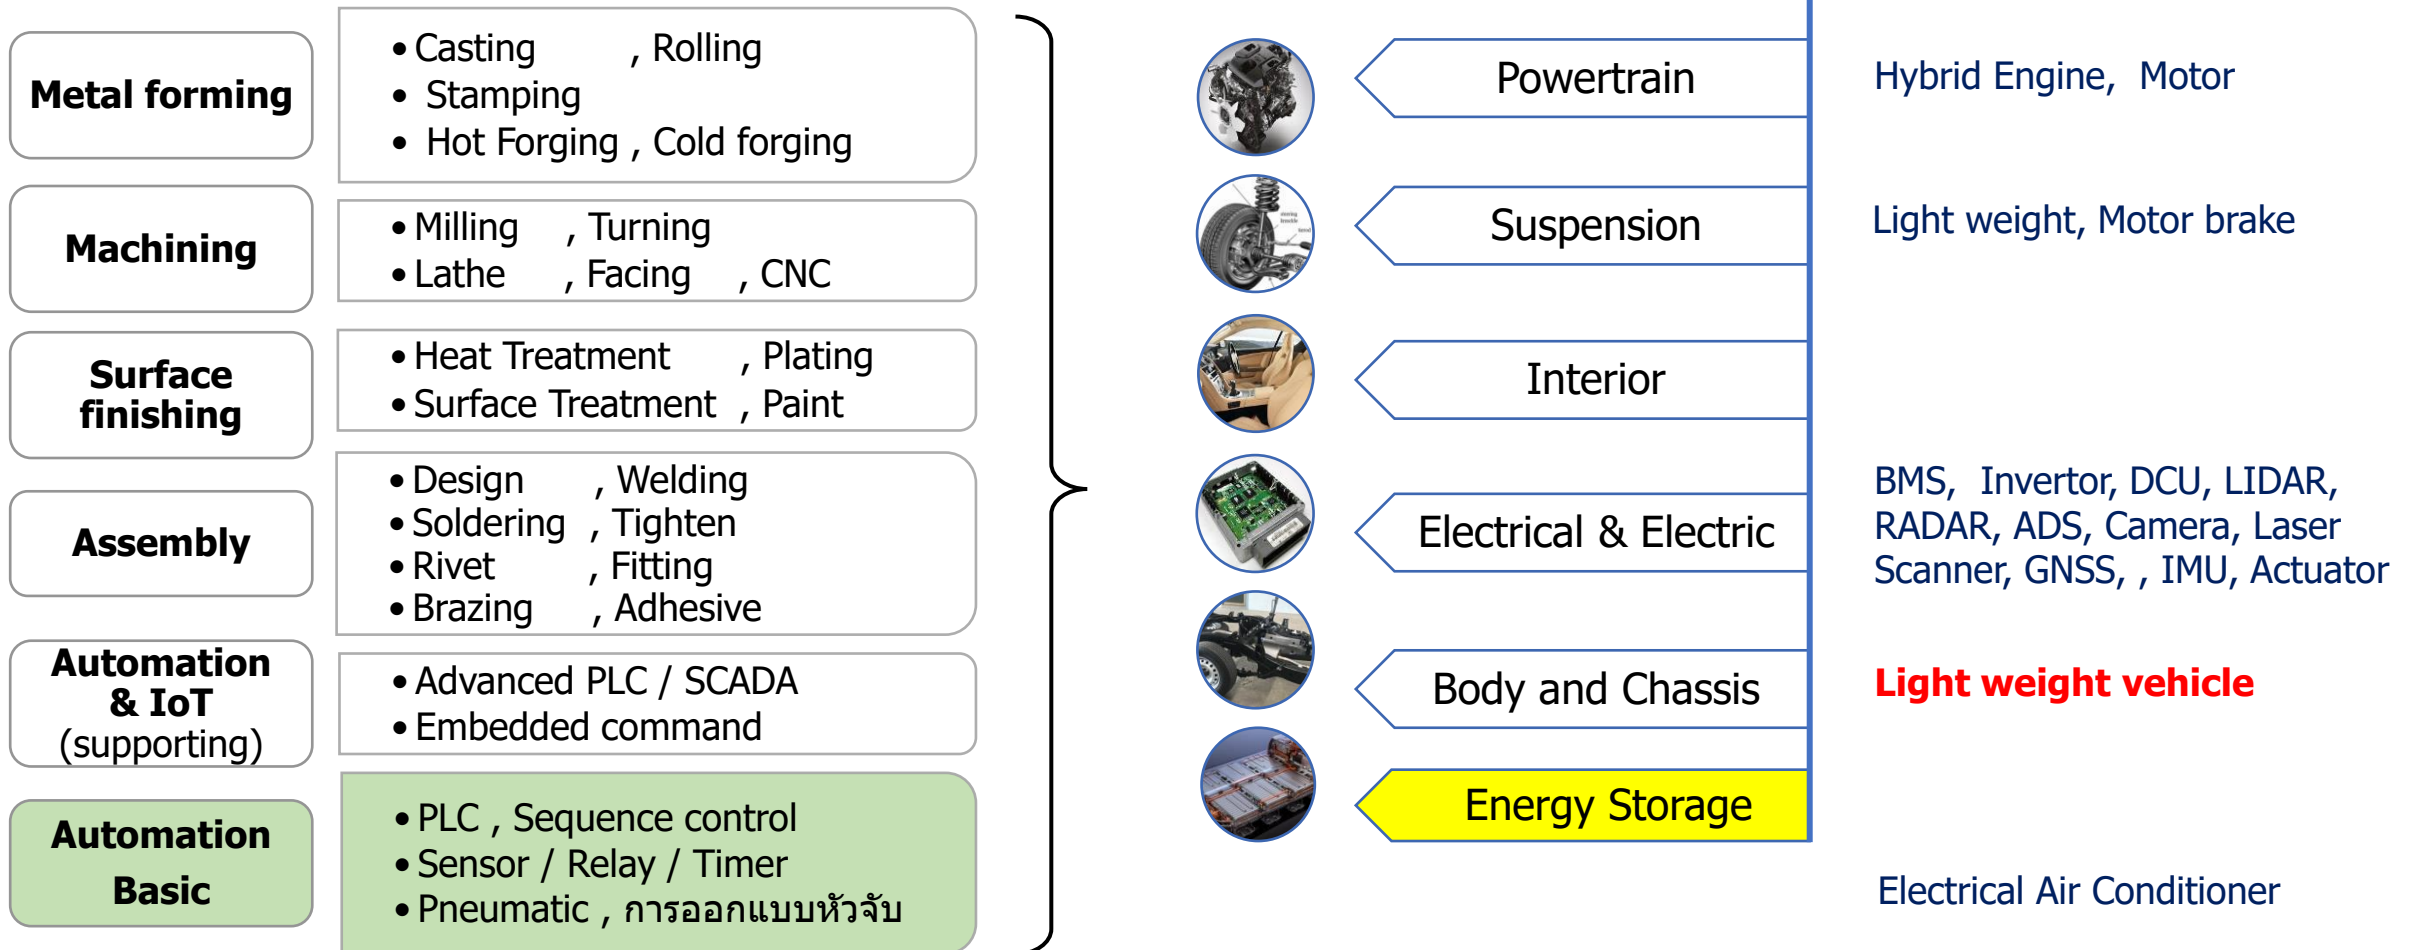 Metal forming
• Casting , Rolling
• Stamping
• Hot Forging , Cold forging
Machining
• Milling , Turning
• Lathe , Facing , CNC
Surface
finishing
• Heat Treatment , Plating
• Surface Treatment , Paint
Assembly
• Design , Welding
• Soldering , Tighten
• Rivet , Fitting
• Brazing , Adhesive
Automation
& IoT
(supporting)
• Advanced PLC / SCADA
• Embedded command
Automation
Basic
• PLC , Sequence control
• Sensor / Relay / Timer
• Pneumatic , การออกแบบหัวจับ
Powertrain
Hybrid Engine, Motor
Suspension
Light weight, Motor brake
Interior
Electrical & Electric
BMS, Invertor, DCU, LIDAR,
RADAR, ADS, Camera, Laser
Scanner, GNSS, , IMU, Actuator
Body and Chassis
Light weight vehicle
Energy Storage
Electrical Air Conditioner